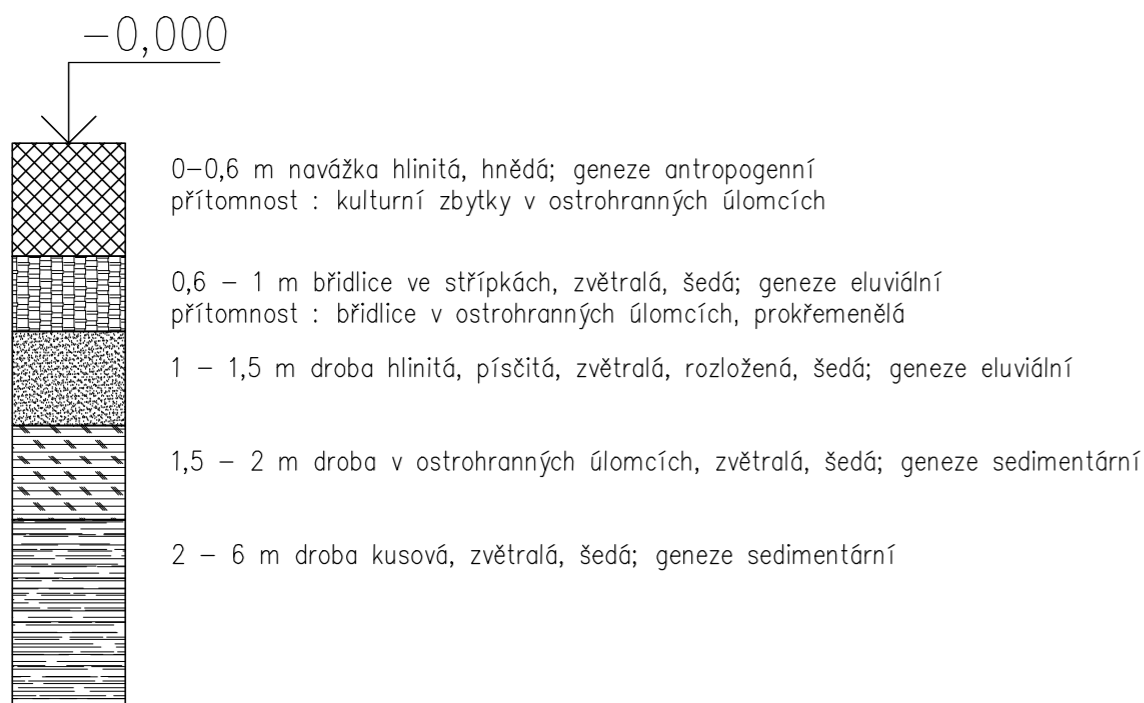 -0,000
0-0,6 m navážka hlinitá, hnědá; geneze antropogenní
přítomnost : kulturní zbytky v ostrohranných úlomcích
0,6 - 1 m břidlice ve střípkách, zvětralá, šedá; geneze eluviální
přítomnost : břidlice v ostrohranných úlomcích, prokřemenělá
1 - 1,5 m droba hlinitá, písčitá, zvětralá, rozložená, šedá; geneze eluviální
1,5 - 2 m droba v ostrohranných úlomcích, zvětralá, šedá; geneze sedimentární
2 - 6 m droba kusová, zvětralá, šedá; geneze sedimentární